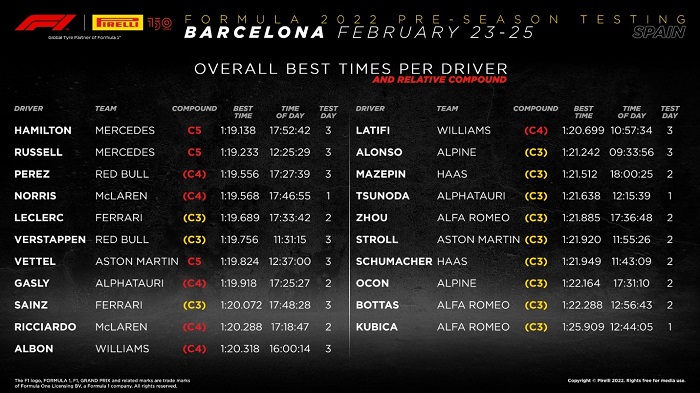 F1 PIRELLI 150
Global Tyre Partner of Formula 1®
FORMULA 2022 PRE-SEASON TESTING
BARCELONA FEBRUARY 23-25 SPAIN
OVERALL BEST TIMES PER DRIVER
AND RELATIVE COMPOUND
DRIVER TEAM COMPOUND BEST TIME TIME OF DAY TEST DAY
HAMILTON MERCEDES C5 1:19.138 17:52:42 3
RUSSELL MERCEDES C5 1:19.233 12:25:29 3
PEREZ RED BULL (C4) 1:19.556 17:27:39 3
NORRIS McLAREN (C4) 1:19.568 17:46:55 1
LECLERC FERRARI (C3) 1:19.689 17:33:42 2
VERSTAPPEN RED BULL (C3) 1:19.756 11:31:15 3
VETTEL ASTON MARTIN C5 1:19.824 12:37:00 3
GASLY ALPHATAURI (C4) 1:19.918 17:25:27 2
SAINZ FERRARI (C3) 1:20.072 17:48:28 3
RICCIARDO McLAREN (C4) 1:20.288 17:18:47 2
ALBON WILLIAMS (C4) 1:20.318 16:00:14 3
DRIVER TEAM COMPOUND BEST TIME TIME OF DAY TEST DAY
LATIFI WILLIAMS (C4) 1:20.699 10:57:34 3
ALONSO ALPINE (C3) 1:21.242 09:33:56 3
MAZEPIN HAAS (C3) 1:21.512 18:00:25 2
TSUNODA ALPHATAURI (C3) 1:21.638 12:15:39 1
ZHOU ALFA ROMEO (C3) 1:21.885 17:36:48 2
STROLL ASTON MARTIN (C3) 1:21.920 11:55:26 2
SCHUMACHER HAAS (C3) 1:21.949 11:43:09 2
OCON ALPINE (C3) 1:22.164 17:31:10 2
BOTTAS ALFA ROMEO (C3) 1:22.288 12:56:43 2
KUBICA ALFA ROMEO (C3) 1:25.909 12:44:05 1
The F1 logo, FORMULA 1, F1, GRAND PRIX and related marks are trade marks
of Formula One Licensing BV, a Formula 1 company. All rights reserved.
Copyright © Pirelli 2022. All rights reserved.